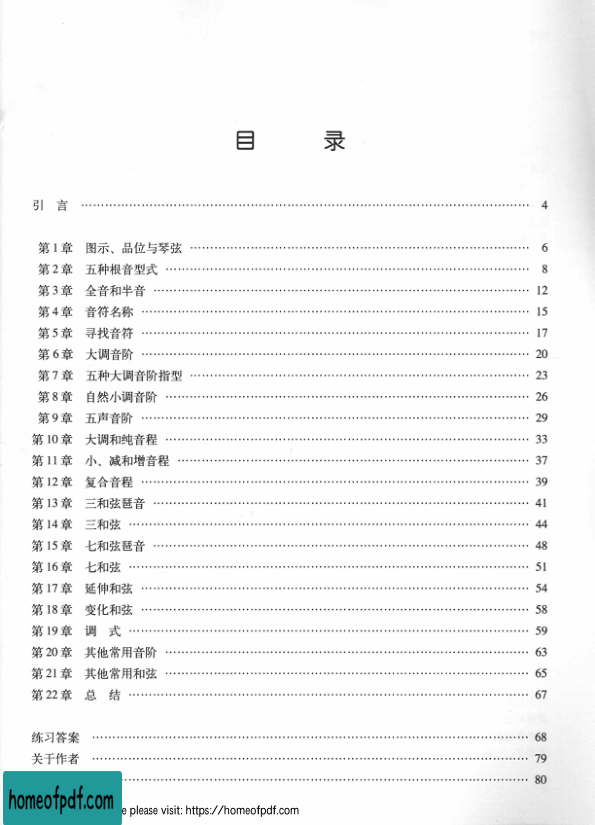 目 录
引 言 4
第1章 图示、品位与琴弦 6
第2章 五种根音型式 8
第3章 全音和半音 12
第4章 音符名称 15
第5章 寻找音符 17
第6章 大调音阶 20
第7章 五种大调音阶指型 23
第8章 自然小调音阶 26
第9章 五声音阶 29
第10章 大调和纯音程 33
第11章 小、减和增音程 37
第12章 复合音程 39
第13章 三和弦琶音 41
第14章 三和弦 44
第15章 七和弦琶音 48
第16章 七和弦 51
第17章 延伸和弦 54
第18章 变化和弦 58
第19章 调 式 59
第20章 其他常用音阶 63
第21章 其他常用和弦 65
第22章 总 结 67
练习答案 68
关于作者 79
80
homeofpdf.com
please visit: https://homeofpdf.com